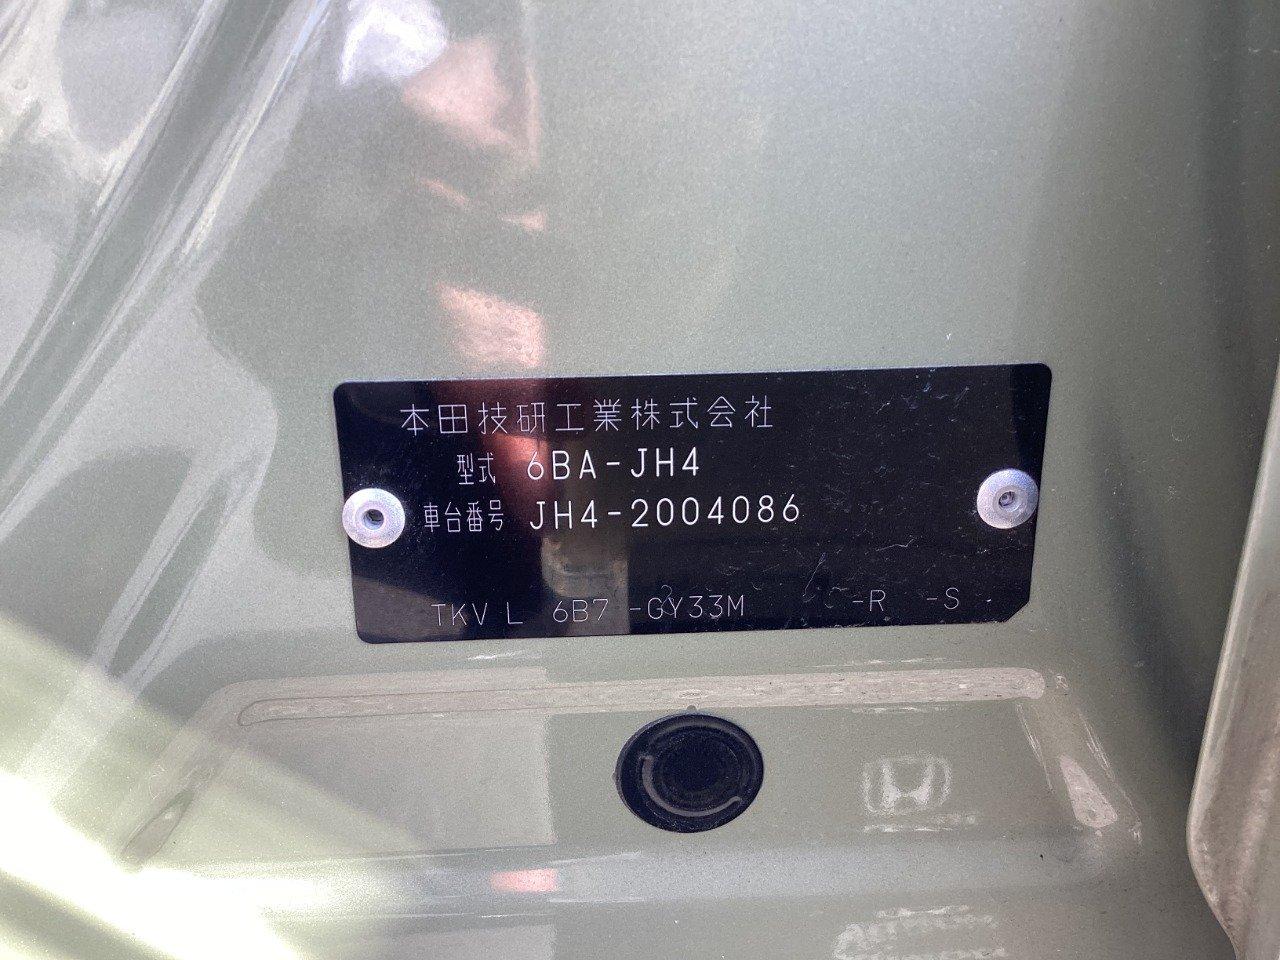 本田技研工業株式会社
型式 6BA-JH4
車台番号 JH4-2004086
TKV L 6B7 -GY33M -R -S